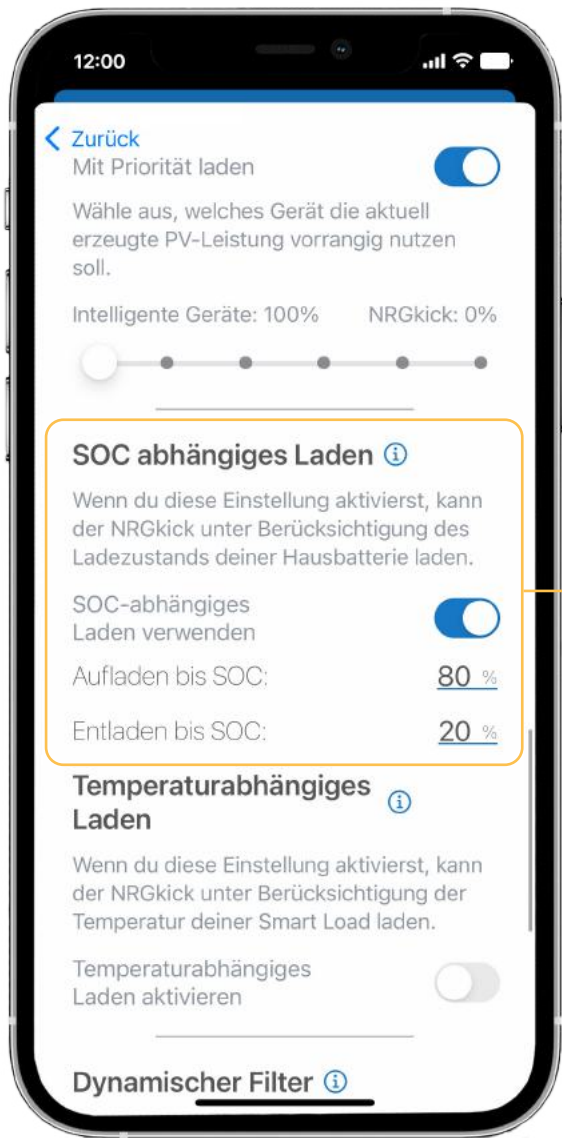 12:00
Zurück
Mit Priorität laden
Wähle aus, welches Gerät die aktuell
erzeugte PV-Leistung vorrangig nutzen
soll.
Intelligente Geräte: 100% NRGkick: 0%
SOC abhängiges Laden
Wenn du diese Einstellung aktivierst, kann
der NRGkick unter Berücksichtigung des
Ladezustands deiner Hausbatterie laden.
SOC-abhängiges
Laden verwenden
Aufladen bis SOC: 80 %
Entladen bis SOC: 20 %
Temperaturabhängiges
Laden
Wenn du diese Einstellung aktivierst, kann
der NRGkick unter Berücksichtigung der
Temperatur deiner Smart Load laden.
Temperaturabhängiges
Laden aktivieren
Dynamischer Filter